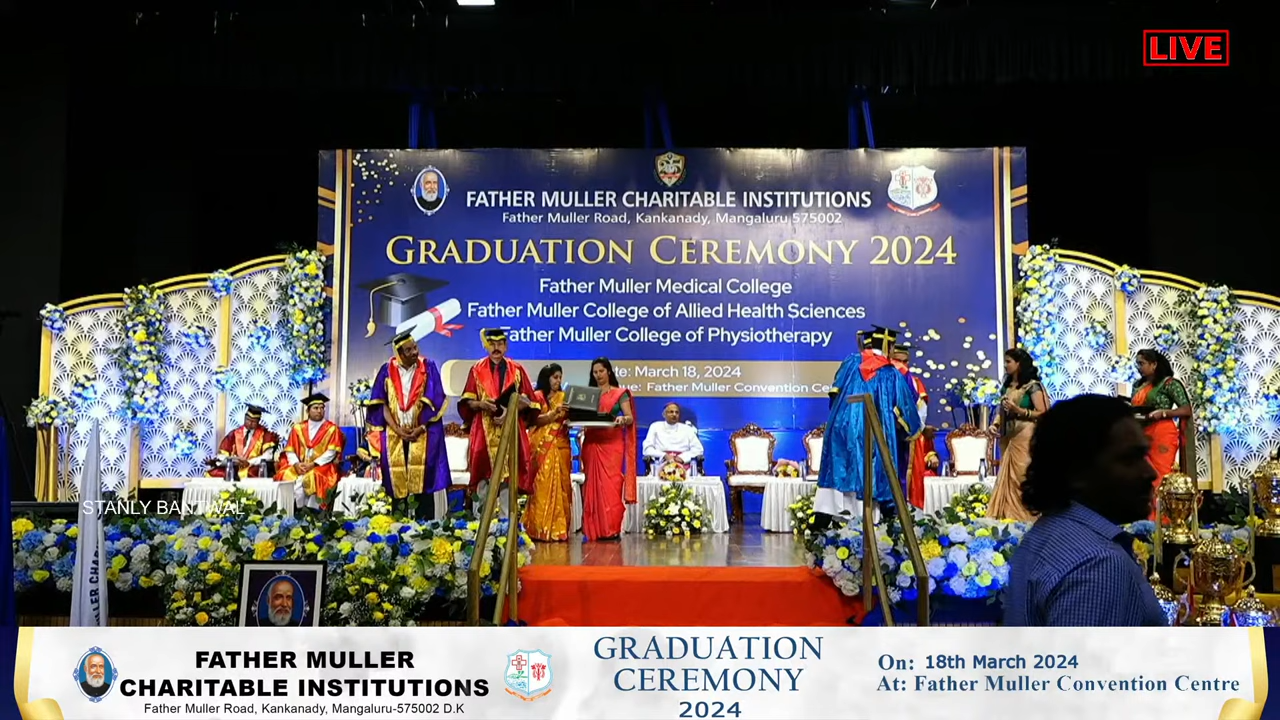 LIVE
FATHER MULLER CHARITABLE INSTITUTIONS
Father Muller Road, Kankanady, Mangaluru 575002
GRADUATION CEREMONY 2024
Father Muller Medical College
Father Muller College of Allied Health Sciences
Father Muller College of Physiotherapy
March 18, 2024
Father Muller Convention
STANLY BANTWAL
FATHER MULLER
CHARITABLE INSTITUTIONS
Father Muller Road, Kankanady, Mangaluru-575002 D.K
GRADUATION
CEREMONY
2024
On: 18th March 2024
At: Father Muller Convention Centre